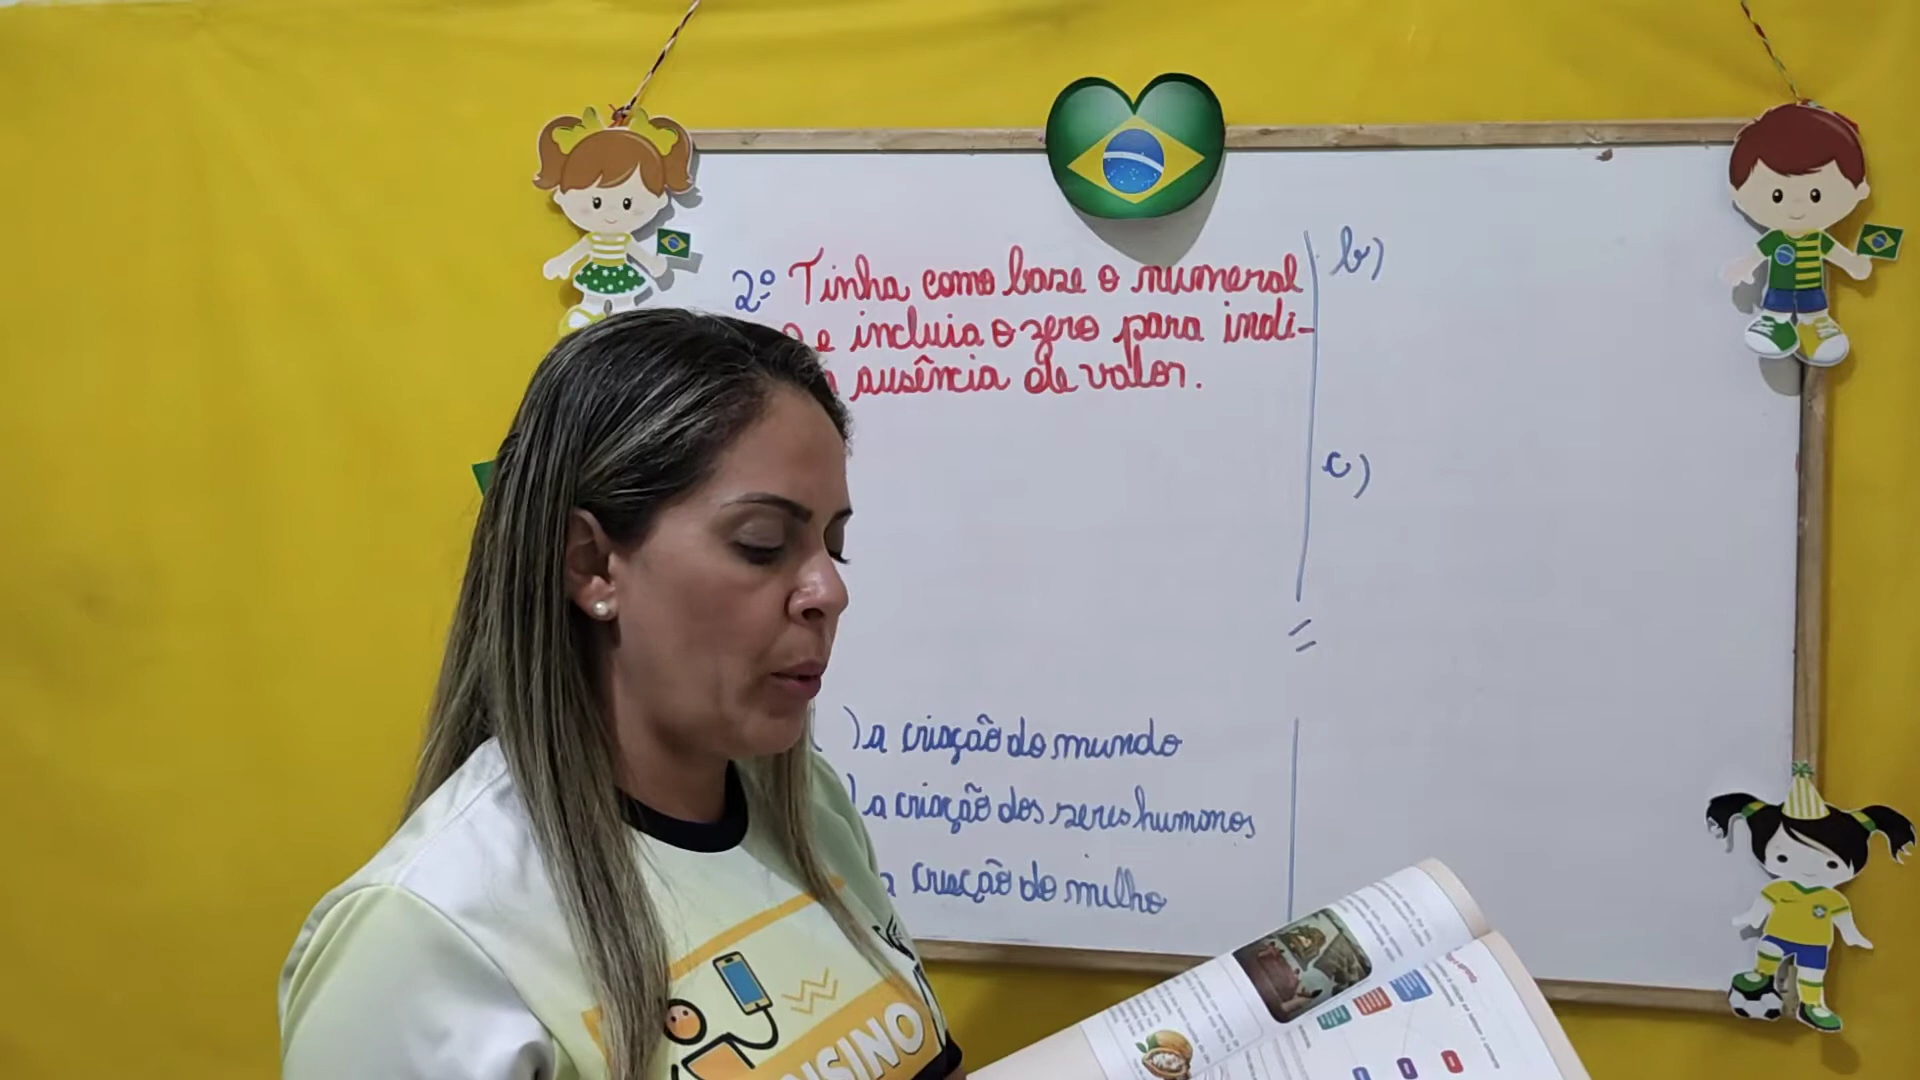 2º Tinha como base o numeral
e incluia o zero para indi-
ausência de valor.
b)
c)
( ) a criação do mundo
) a criação dos seres humanos
a criação do milho